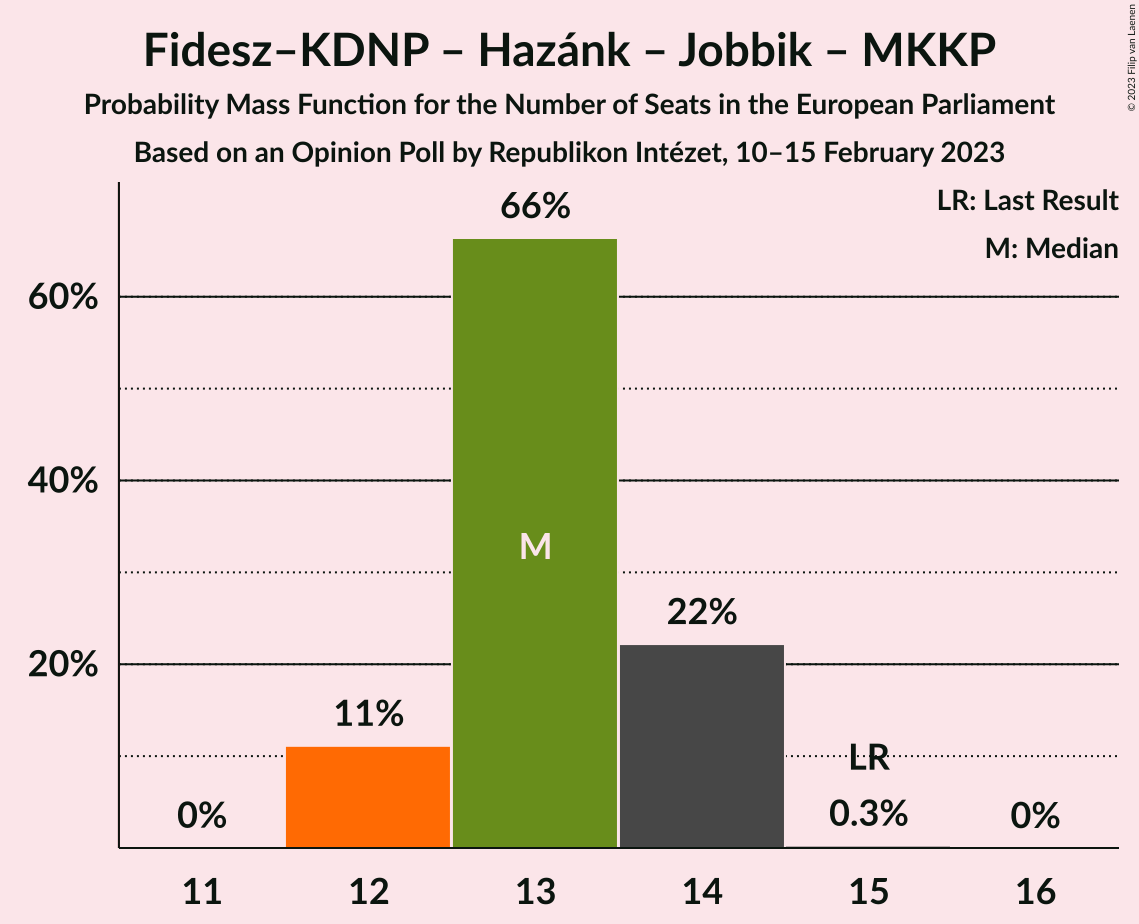 Fidesz–KDNP – Hazánk – Jobbik – MKKP
Probability Mass Function for the Number of Seats in the European Parliament
Based on an Opinion Poll by Republikon Intézet, 10–15 February 2023
© 2023 Filip van Laenen
LR: Last Result
M: Median
66%
60%
40%
M
22%
20%
11%
LR
0%
0.3%
0%
11 12 13 14 15 16